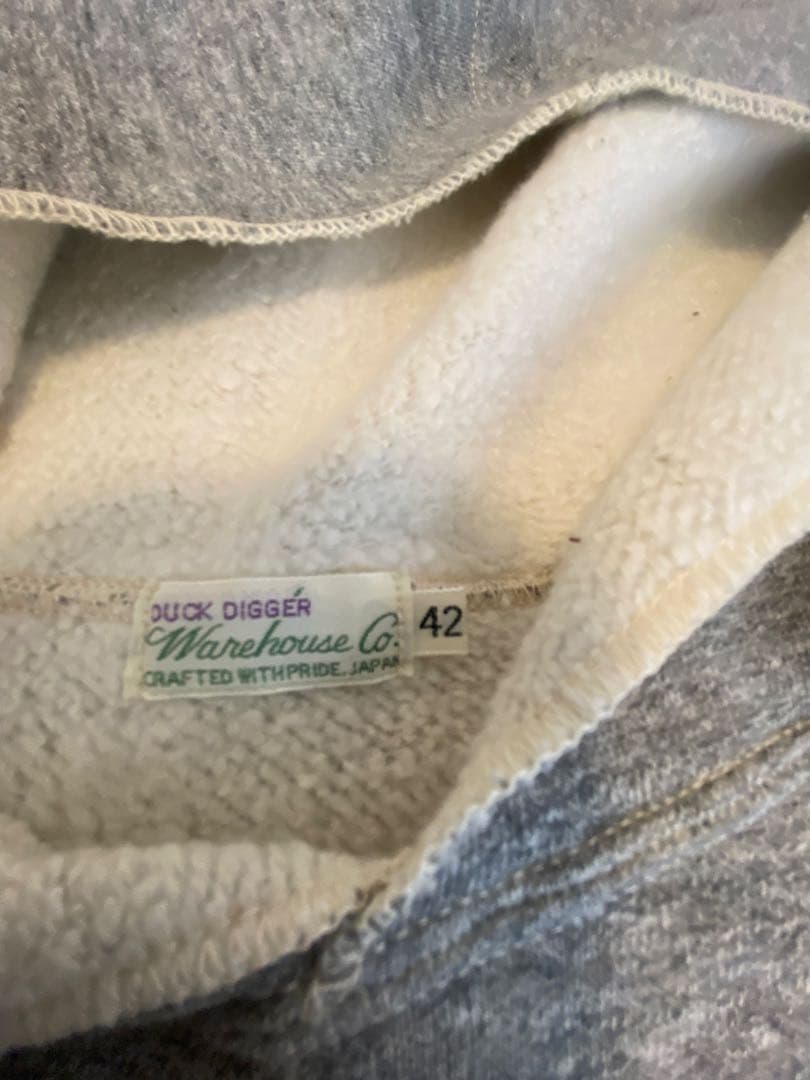 DUCK DIGGER
Warehouse Co.
CRAFTED WITH PRIDE. JAPAN
42